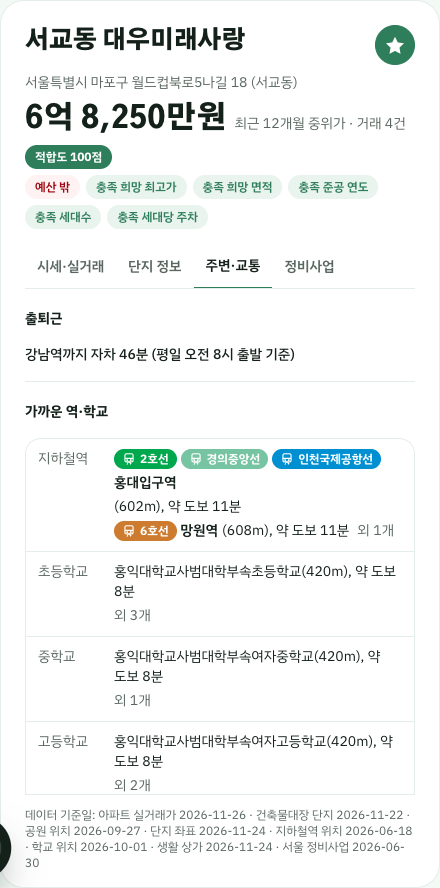 서교동 대우미래사랑
서울특별시 마포구 월드컵북로5나길 18 (서교동)
6억 8,250만원 최근 12개월 중위가 · 거래 4건
적합도 100점
예산 밖 충족 희망 최고가 충족 희망 면적 충족 준공 연도
충족 세대수 충족 세대당 주차
시세·실거래 단지 정보 주변·교통 정비사업
출퇴근
강남역까지 자차 46분 (평일 오전 8시 출발 기준)
가까운 역·학교
지하철역 2호선 경의중앙선 인천국제공항선
홍대입구역
(602m), 약 도보 11분
6호선 망원역 (608m), 약 도보 11분 외 1개
초등학교 홍익대학교사범대학부속초등학교(420m), 약 도보
8분
외 3개
중학교 홍익대학교사범대학부속여자중학교(420m), 약
도보 8분
외 1개
고등학교 홍익대학교사범대학부속여자고등학교(420m), 약
도보 8분
외 2개
데이터 기준일: 아파트 실거래가 2026-11-26 · 건축물대장 단지 2026-11-22 ·
공원 위치 2026-09-27 · 단지 좌표 2026-11-24 · 지하철역 위치 2026-06-18
· 학교 위치 2026-10-01 · 생활 상가 2026-11-24 · 서울 정비사업 2026-06-
30